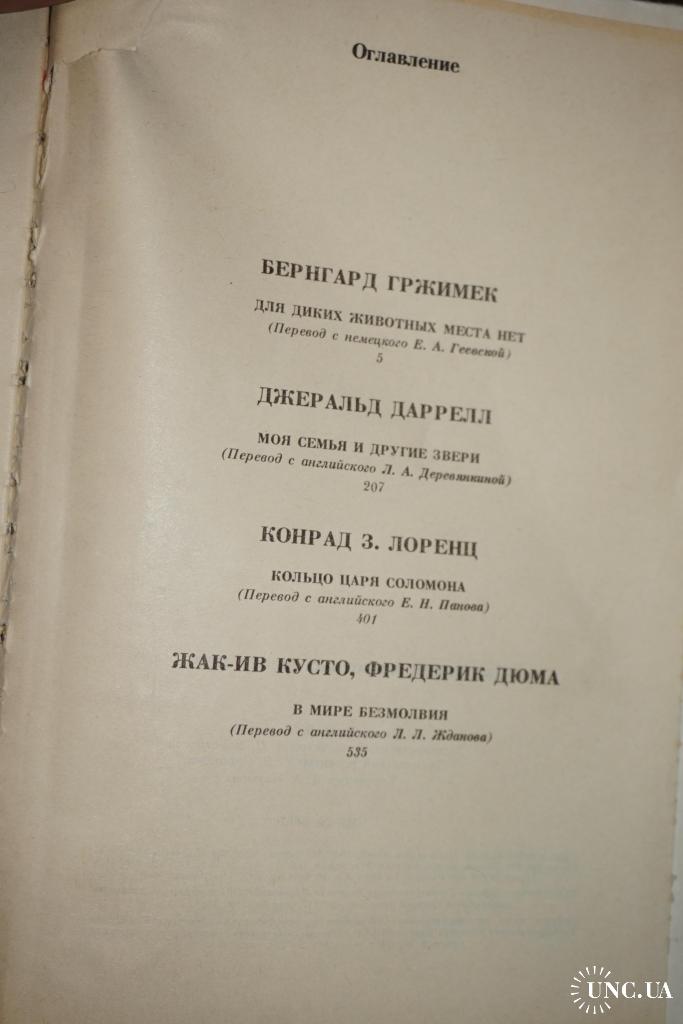 Оглавление
БЕРНГАРД ГРЖИМЕК
ДЛЯ ДИКИХ ЖИВОТНЫХ МЕСТА НЕТ
(Перевод с немецкого Е. А. Геевской)
5
ДЖЕРАЛЬД ДАРРЕЛЛ
МОЯ СЕМЬЯ И ДРУГИЕ ЗВЕРИ
(Перевод с английского Л. А. Деревянкиной)
207
КОНРАД З. ЛОРЕНЦ
КОЛЬЦО ЦАРЯ СОЛОМОНА
(Перевод с английского Е. Н. Панова)
401
ЖАК-ИВ КУСТО, ФРЕДЕРИК ДЮМА
В МИРЕ БЕЗМОЛВИЯ
(Перевод с английского Л. Л. Жданова)
535
UNC.UA